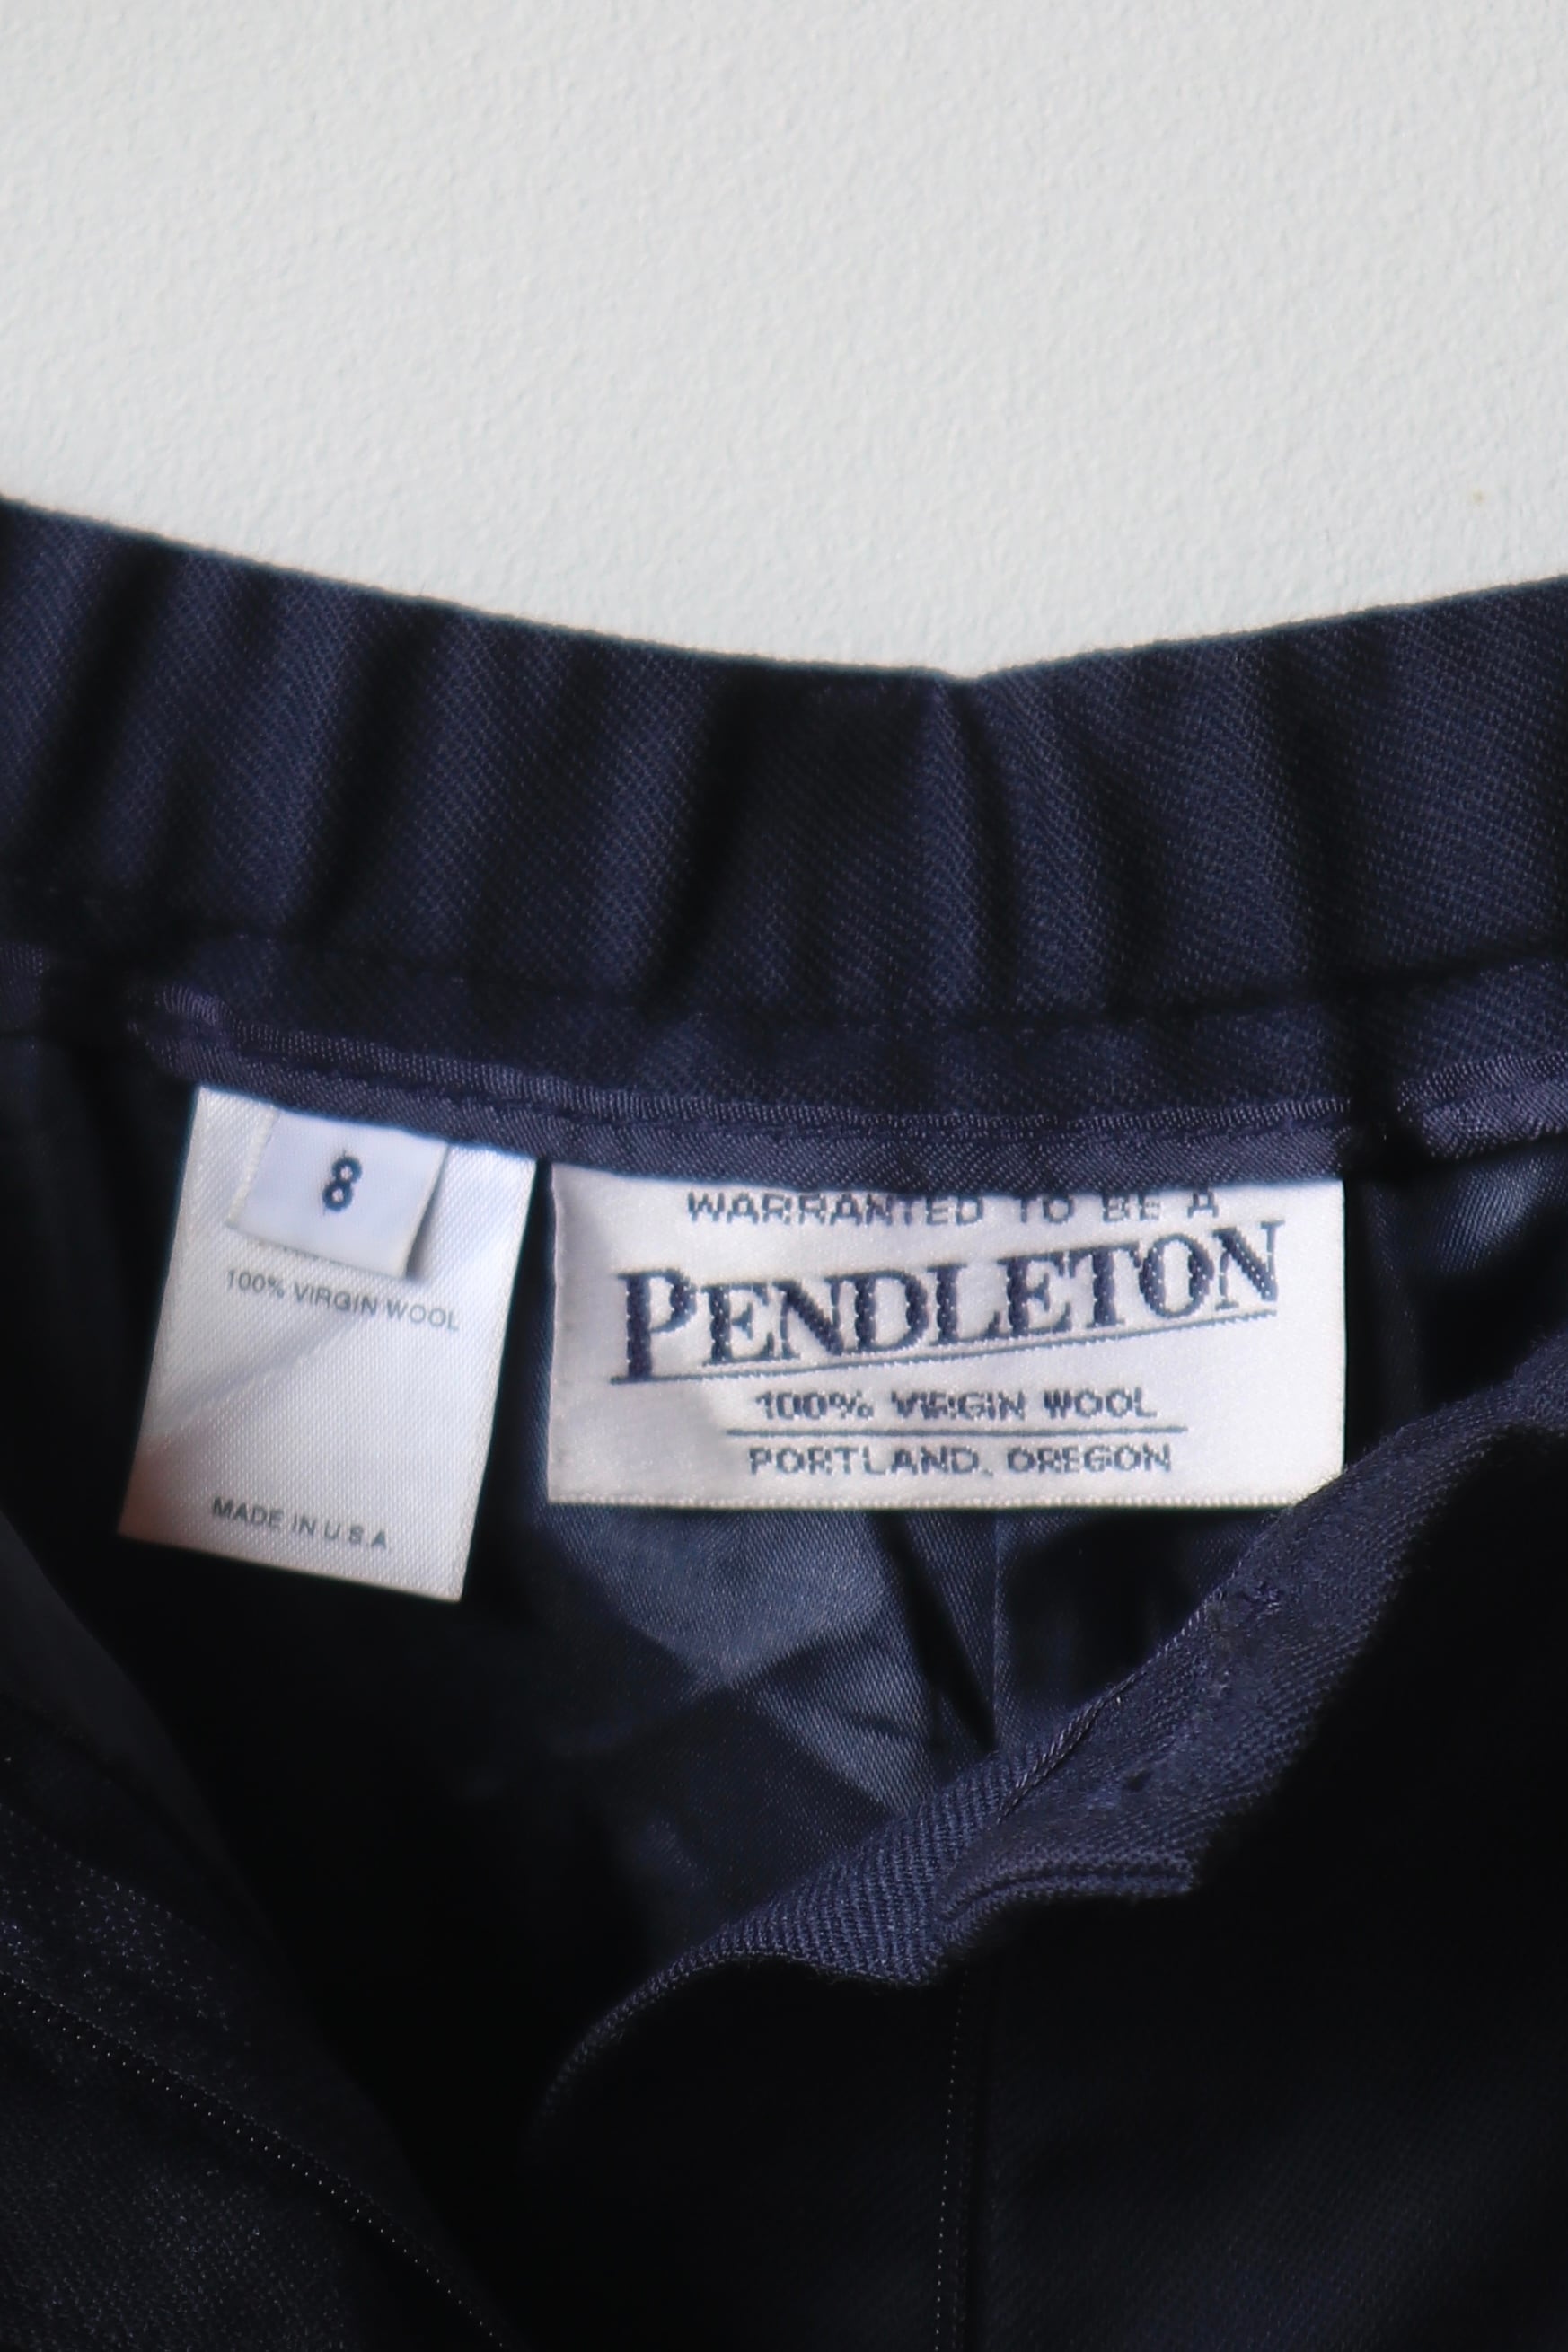 8
100% VIRGIN WOOL
MADE IN U.S.A
WARRANTED TO BE A
PENDLETON
100% VIRGIN WOOL
PORTLAND, OREGON